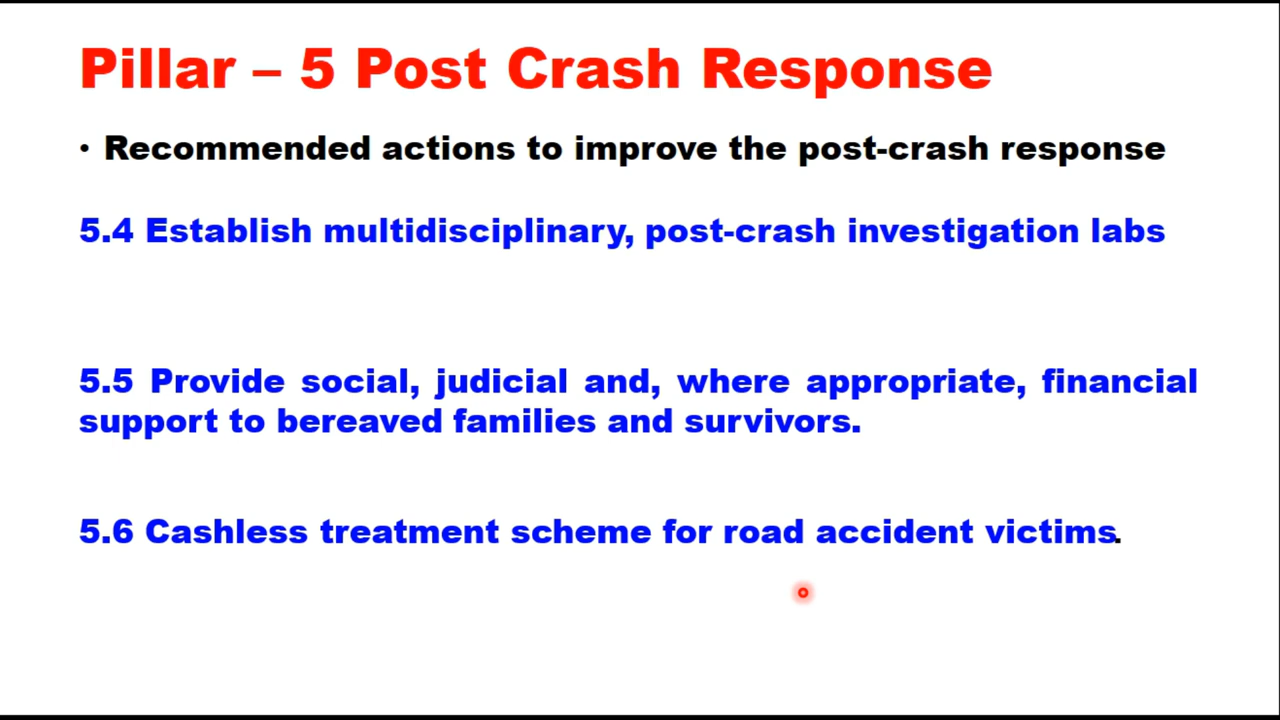 Pillar – 5 Post Crash Response
• Recommended actions to improve the post-crash response
5.4 Establish multidisciplinary, post-crash investigation labs
5.5 Provide social, judicial and, where appropriate, financial
support to bereaved families and survivors.
5.6 Cashless treatment scheme for road accident victims.